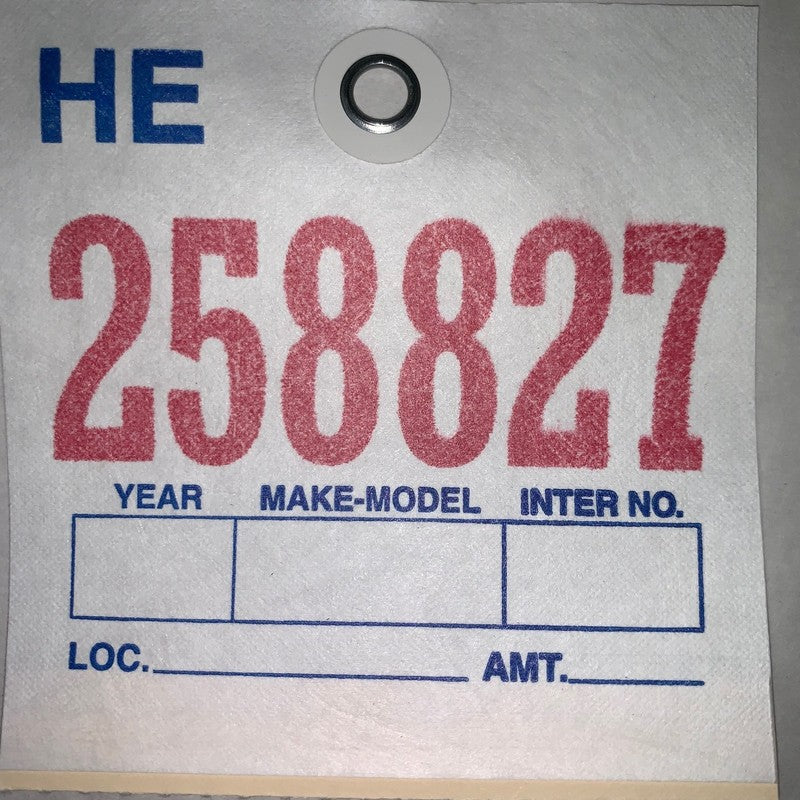 HE
258827
YEAR MAKE-MODEL INTER NO.
LOC. AMT.